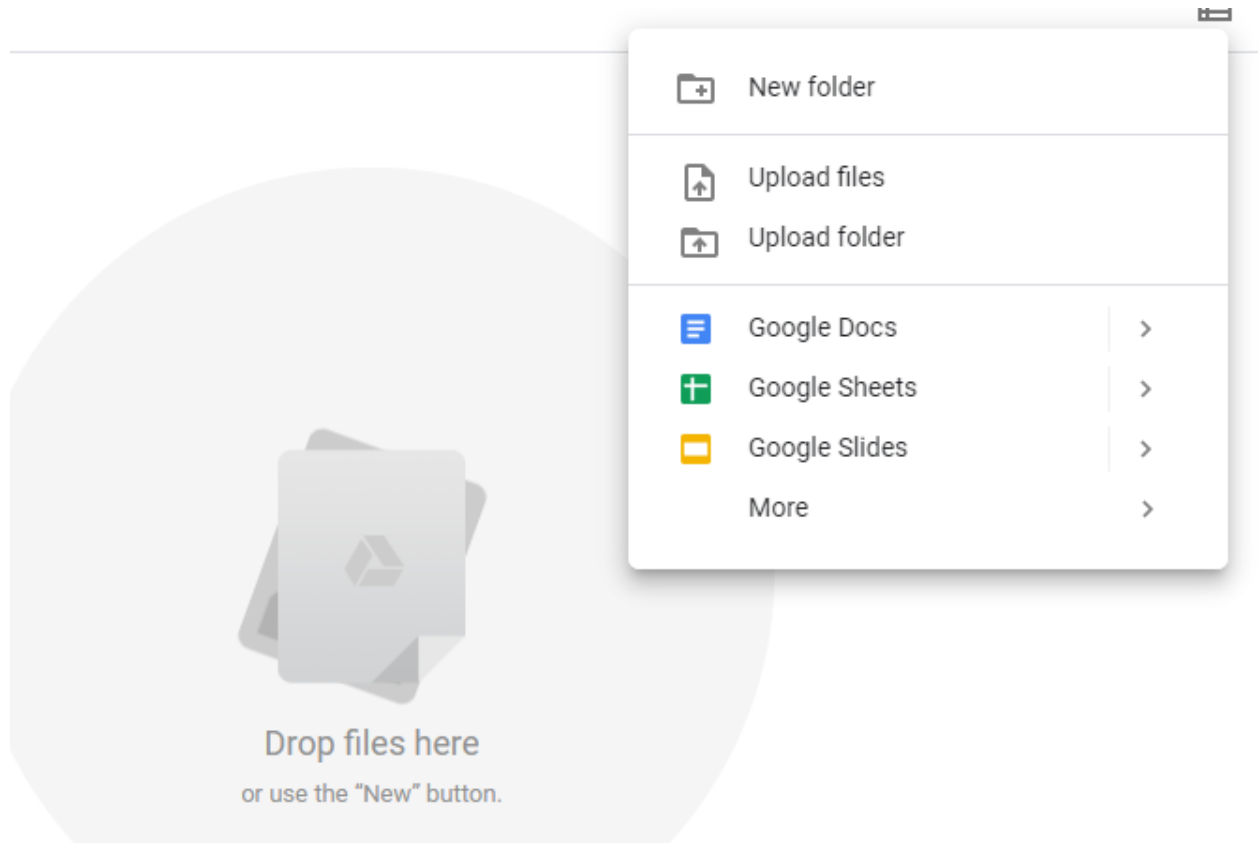 New folder
Upload files
Upload folder
Google Docs
Google Sheets
Google Slides
More
Drop files here
or use the “New” button.